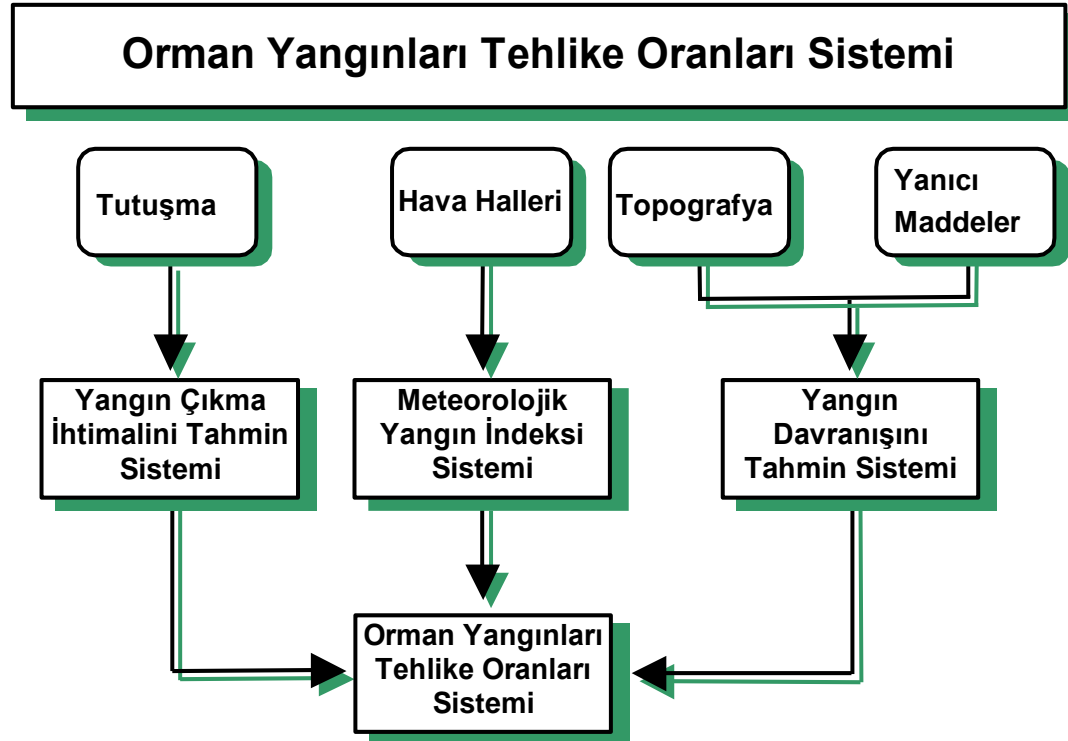 Orman Yangınları Tehlike Oranları Sistemi
Tutuşma
Hava Halleri
Topografya
Yanıcı
Maddeler
Yangın Çıkma
İhtimalini Tahmin
Sistemi
Meteorolojik
Yangın İndeksi
Sistemi
Yangın
Davranışını
Tahmin Sistemi
Orman Yangınları
Tehlike Oranları
Sistemi